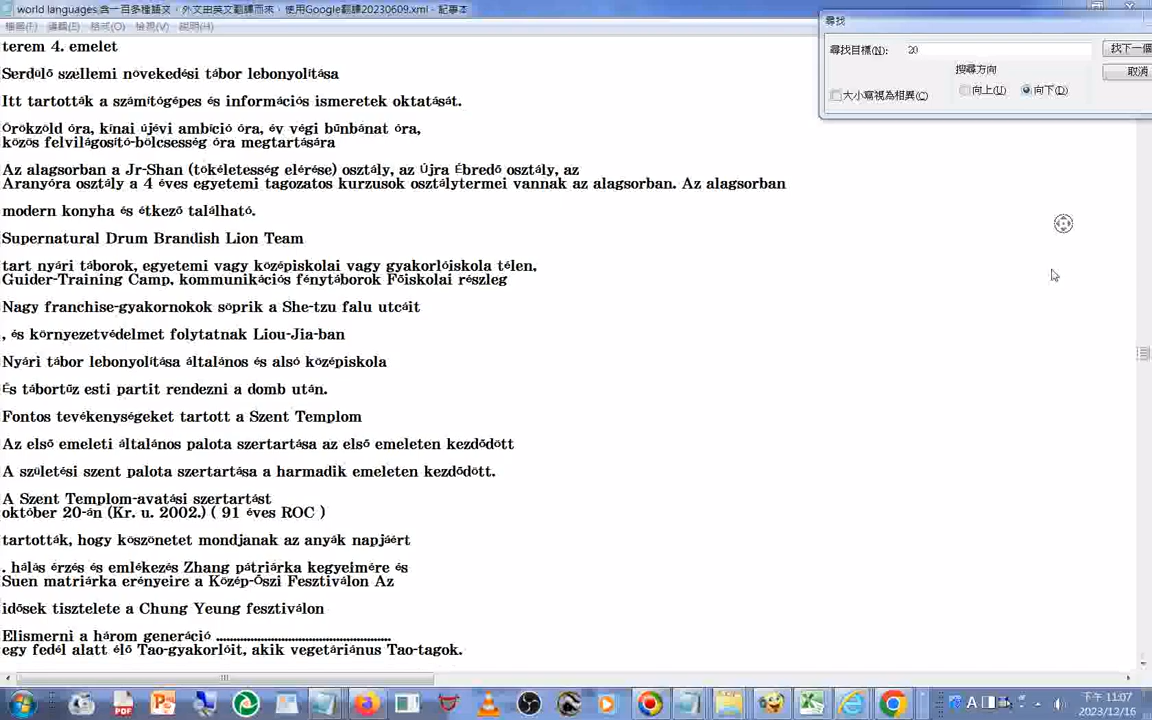 world languages 含一百多種語文，外文由英文翻譯而來，使用Google翻譯20230609.xml - 記事本
檔案(F) 編輯(E) 格式(O) 檢視(V) 說明(H)
尋找
尋找目標(N): 20
找下一個
搜尋方向
取消
大小寫視為相異(C)
向上(U) 向下(D)
terem 4. emelet
Serdülő szellemi növekedési tábor lebonyolítása
Itt tartották a számítógépes és információs ismeretek oktatását.
Örökzöld óra, kínai újévi ambíció óra, év végi bűnbánat óra,
közös felvilágosító-bölcsesség óra megtartására
Az alagsorban a Jr-Shan (tökéletesség elérése) osztály, az Újra Ébredő osztály, az
Aranyóra osztály a 4 éves egyetemi tagozatos kurzusok osztálytermei vannak az alagsorban. Az alagsorban
modern konyha és étkező található.
Supernatural Drum Brandish Lion Team
tart nyári táborok, egyetemi vagy középiskolai vagy gyakorlóiskola télen,
Guider-Training Camp, kommunikációs fénytáborok Főiskolai részleg
Nagy franchise-gyakornokok söprik a She-tzu falu utcáit
, és környezetvédelmet folytatnak Liou-Jia-ban
Nyári tábor lebonyolítása általános és alsó középiskola
És tábortűz esti partit rendezni a domb után.
Fontos tevékenységeket tartott a Szent Templom
Az első emeleti általános palota szertartása az első emeleten kezdődött
A születési szent palota szertartása a harmadik emeleten kezdődött.
A Szent Templom-avatási szertartást
október 20-án (Kr. u. 2002.) ( 91 éves ROC )
tartották, hogy köszönetet mondjanak az anyák napjáért
. hálás érzés és emlékezés Zhang pátriárka kegyeimére és
Suen matriárka erényeire a Közép-Őszi Fesztiválon Az
idősek tisztelete a Chung Yeung fesztiválon
Elismerni a három generáció ....................................................
egy fedél alatt élő Tao-gyakorlóit, akik vegetáriánus Tao-tagok.
下午 11:07
2023/12/16